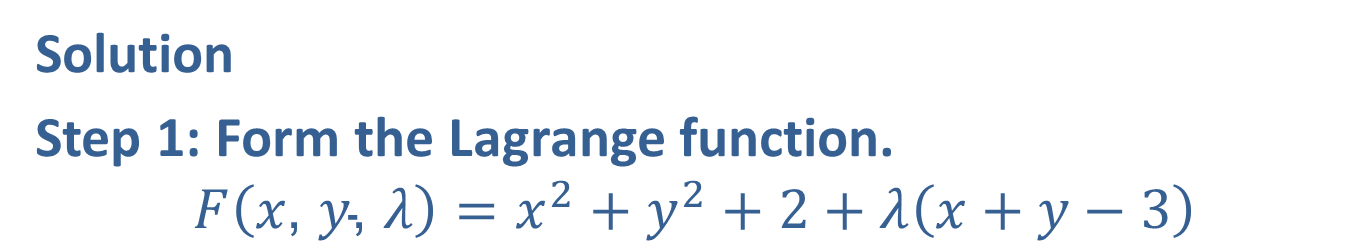 Solution
Step 1: Form the Lagrange function.
F(x, y, λ) = x² + y² + 2 + λ(x + y − 3)